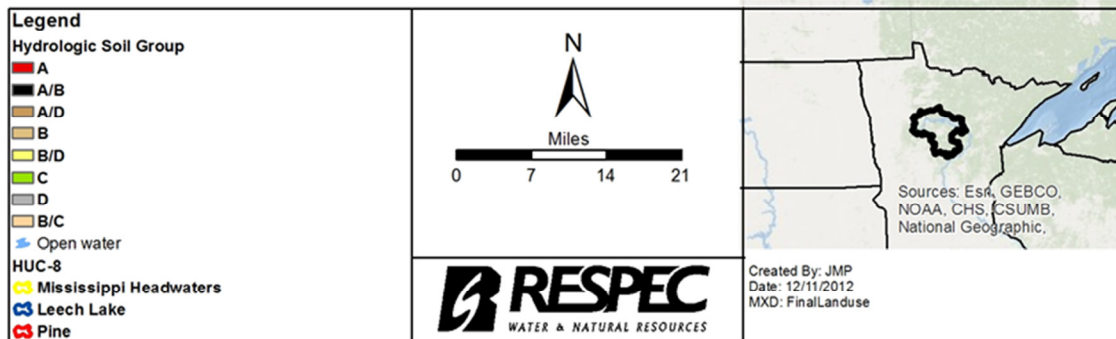 Legend
Hydrologic Soil Group
A
A/B
A/D
B
B/D
C
D
B/C
Open water
HUC-8
Mississippi Headwaters
Leech Lake
Pine
N
Miles
0 7 14 21
RESPEC
WATER & NATURAL RESOURCES
Sources: Esri, GEBCO,
NOAA, CHS, CSUMB,
National Geographic,
Created By: JMP
Date: 12/11/2012
MXD: FinalLanduse